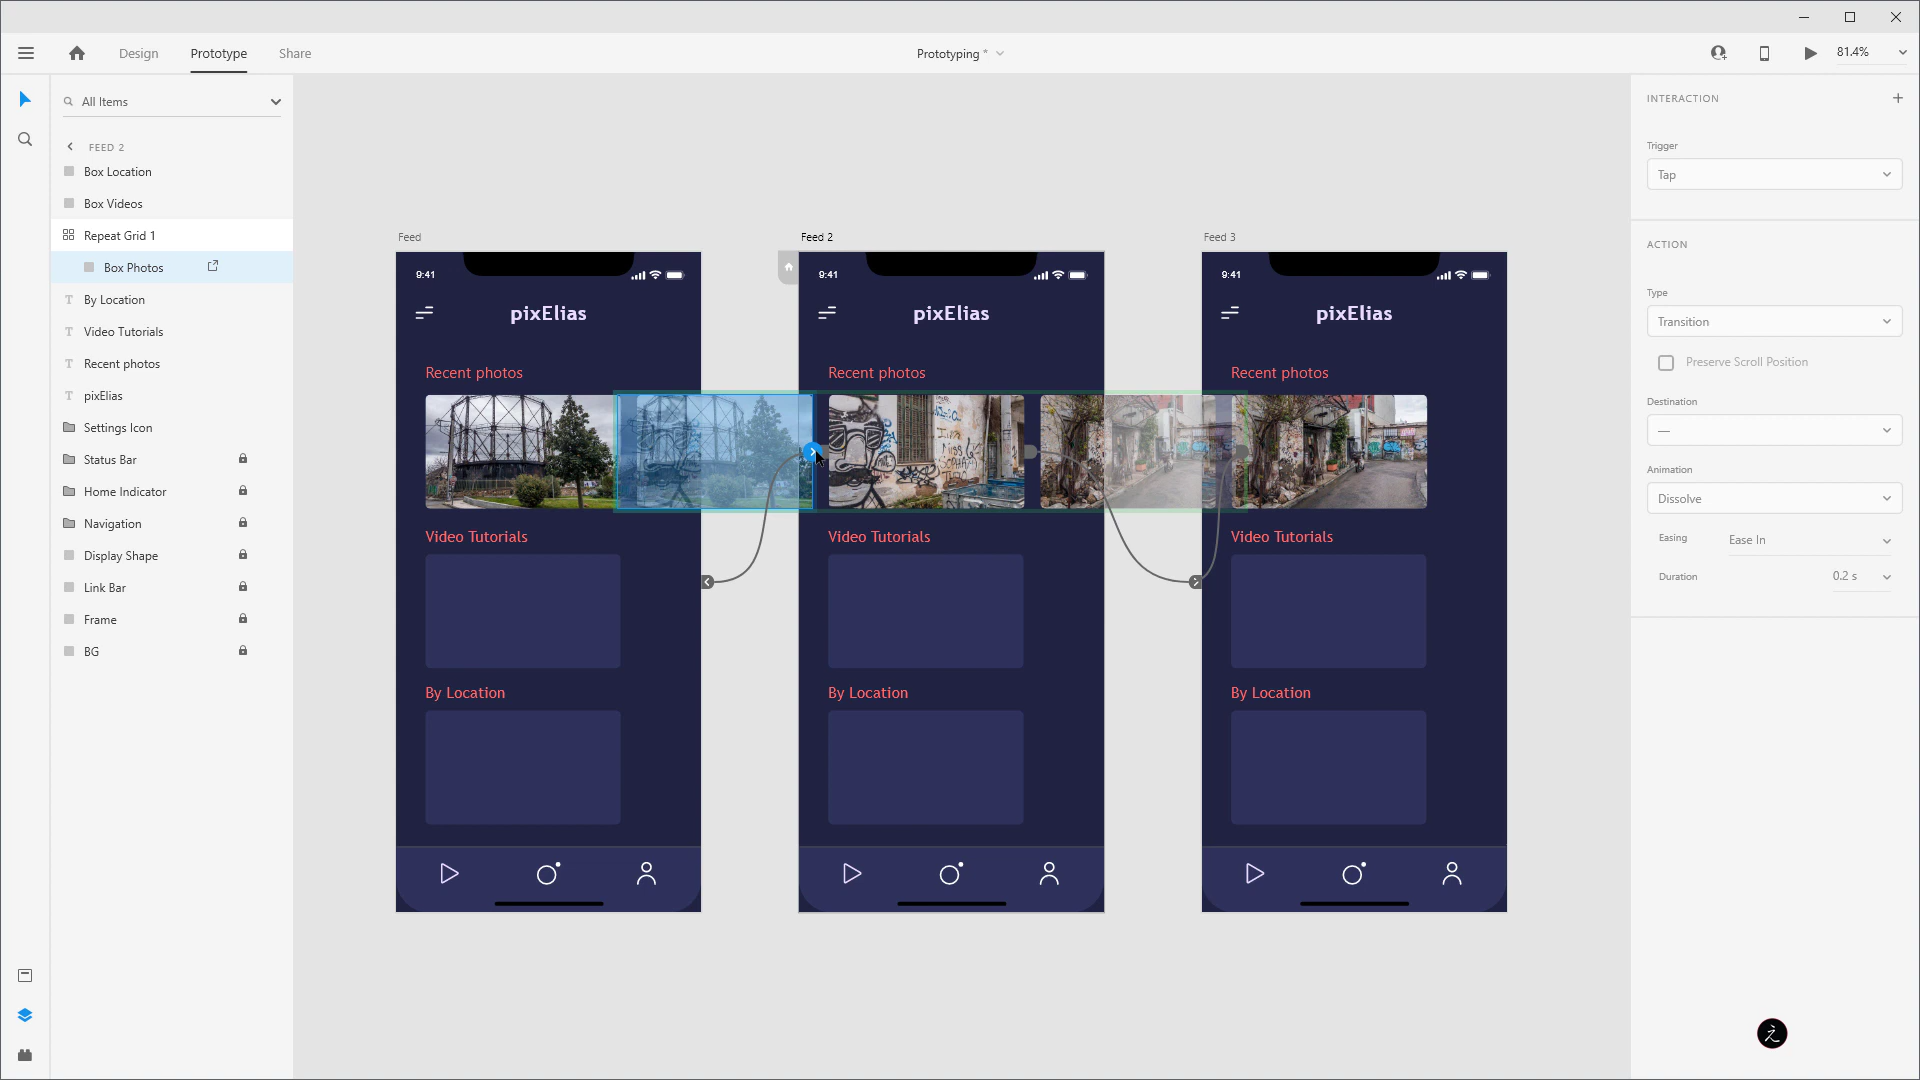 Design
Prototype
Share
Prototyping *
81.4%
All Items
FEED 2
Box Location
Box Videos
Repeat Grid 1
Box Photos
By Location
Video Tutorials
Recent photos
pixElias
Settings Icon
Status Bar
Home Indicator
Navigation
Display Shape
Link Bar
Frame
BG
Feed
9:41
pixElias
Recent photos
Video Tutorials
By Location
Feed 2
9:41
pixElias
Recent photos
Video Tutorials
By Location
Feed 3
9:41
pixElias
Recent photos
Video Tutorials
By Location
INTERACTION
Trigger
Tap
ACTION
Type
Transition
Preserve Scroll Position
Destination
—
Animation
Dissolve
Easing
Ease In
Duration
0.2 s
え